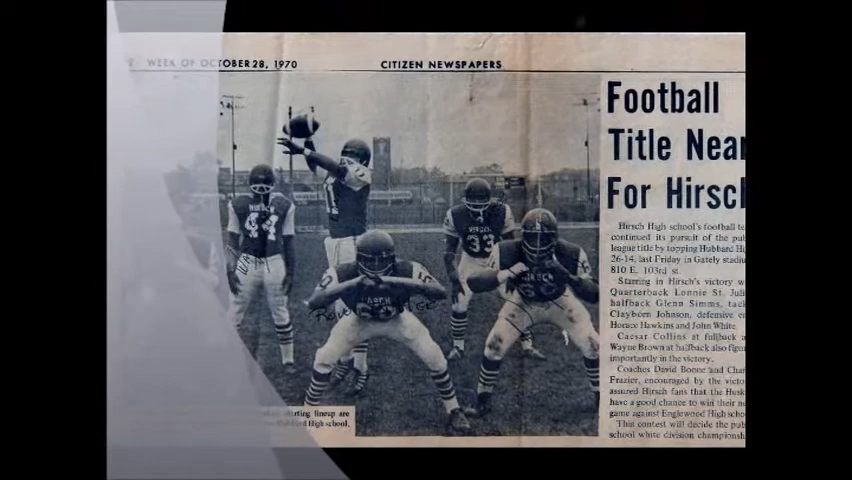 WEEK OF OCTOBER 28, 1970
CITIZEN NEWSPAPERS
Football
Title Near
For Hirsch
Hirsch High school's football te
continued its pursuit of the pub
league title by topping Hubbard Hi
26-14, last Friday in Gately stadiu
810 E. 103rd st.
Starring in Hirsch's victory w
Quarterback Lonnie St. Juli
halfback Glenn Simms, tack
Clayborn Johnson, defensive e
Horace Hawkins and John White
Caesar Collins at fullback a
Wayne Brown at halfback also figu
importantly in the victory.
Coaches David Boone and Char
Frazier, encouraged by the victo
assured Hirsch fans that the Husk
have a good chance to win their ne
game against Englewood High scho
This contest will decide the pub
school white division championsh
44
33
HIRSCH
starting lineup are
Hubbard High school.